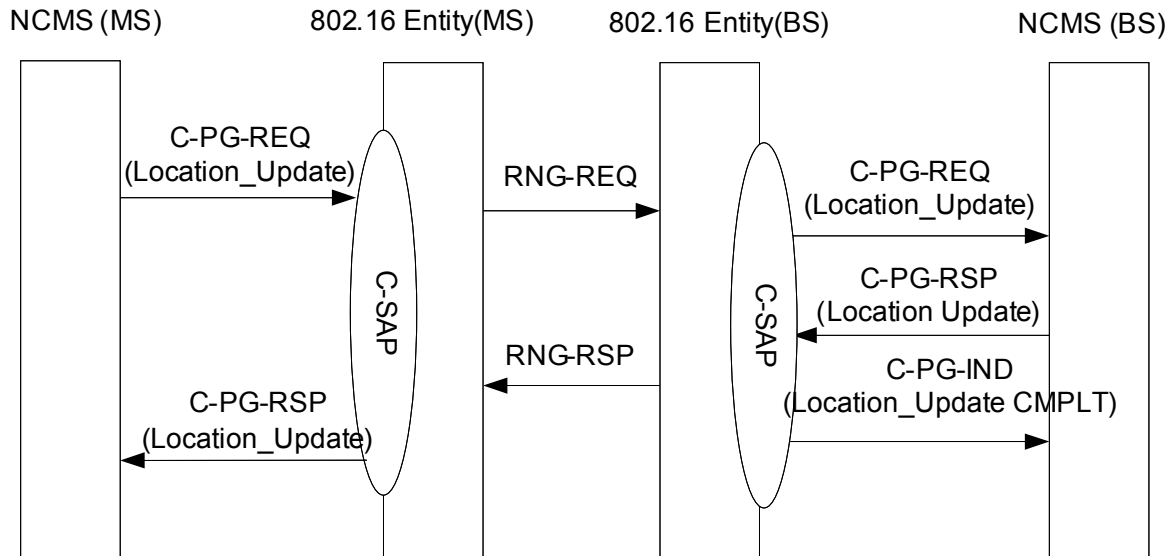 NCMS (MS)
802.16 Entity(MS)
802.16 Entity(BS)
NCMS (BS)
C-PG-REQ
(Location_Update)
RNG-REQ
C-PG-REQ
(Location_Update)
C-SAP
C-SAP
C-PG-RSP
(Location Update)
RNG-RSP
C-PG-IND
(Location_Update CMPLT)
C-PG-RSP
(Location_Update)